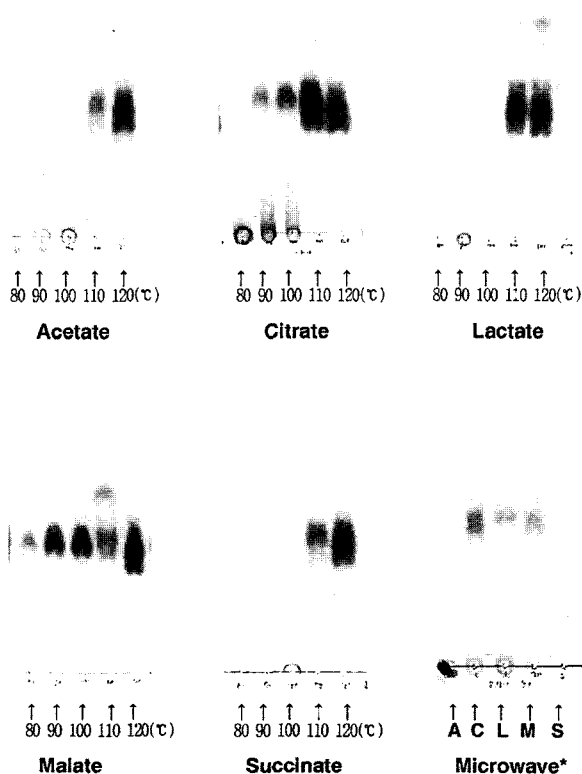 80 90 100 110 120(℃)
Acetate
80 90 100 110 120(℃)
Citrate
80 90 100 110 120(℃)
Lactate
80 90 100 110 120(℃)
Malate
80 90 100 110 120(℃)
Succinate
A C L M S
Microwave*